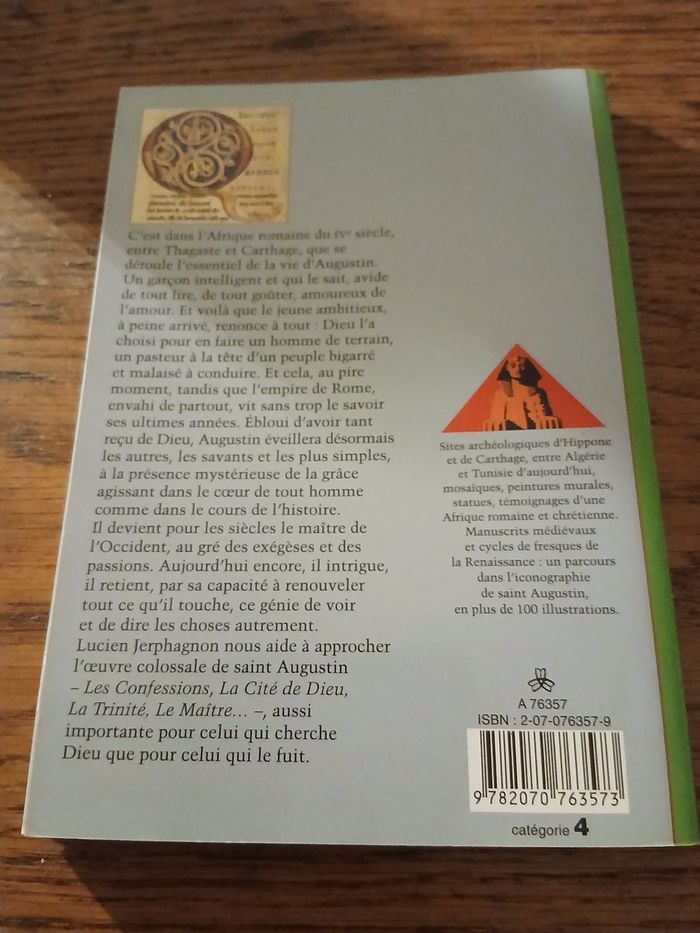 C'est dans l'Afrique romaine du IVe siècle,
entre Thagaste et Carthage, que se
déroule l'essentiel de la vie d'Augustin.
Un garçon intelligent et qui le sait, avide
de tout lire, de tout goûter, amoureux de
l'amour. Et voilà que le jeune ambitieux,
à peine arrivé, renonce à tout : Dieu l'a
choisi pour en faire un homme de terrain,
un pasteur à la tête d'un peuple bigarré
et malaisé à conduire. Et cela, au pire
moment, tandis que l'empire de Rome,
envahi de partout, vit sans trop le savoir
ses ultimes années. Ébloui d'avoir tant
reçu de Dieu, Augustin éveillera désormais
les autres, les savants et les plus simples,
à la présence mystérieuse de la grâce
agissant dans le cœur de tout homme
comme dans le cours de l'histoire.
Il devient pour les siècles le maître de
l'Occident, au gré des exégèses et des
passions. Aujourd'hui encore, il intrigue,
il retient, par sa capacité à renouveler
tout ce qu'il touche, ce génie de voir
et de dire les choses autrement.
Lucien Jerphagnon nous aide à approcher
l'œuvre colossale de saint Augustin
– Les Confessions, La Cité de Dieu,
La Trinité, Le Maître... –, aussi
importante pour celui qui cherche
Dieu que pour celui qui le fuit.
Sites archéologiques d'Hippone
et de Carthage, entre Algérie
et Tunisie d'aujourd'hui,
mosaïques, peintures murales,
statues, témoignages d'une
Afrique romaine et chrétienne.
Manuscrits médiévaux
et cycles de fresques de
la Renaissance : un parcours
dans l'iconographie
de saint Augustin,
en plus de 100 illustrations.
A 76357
ISBN : 2-07-076357-9
9 782070 763573
catégorie 4